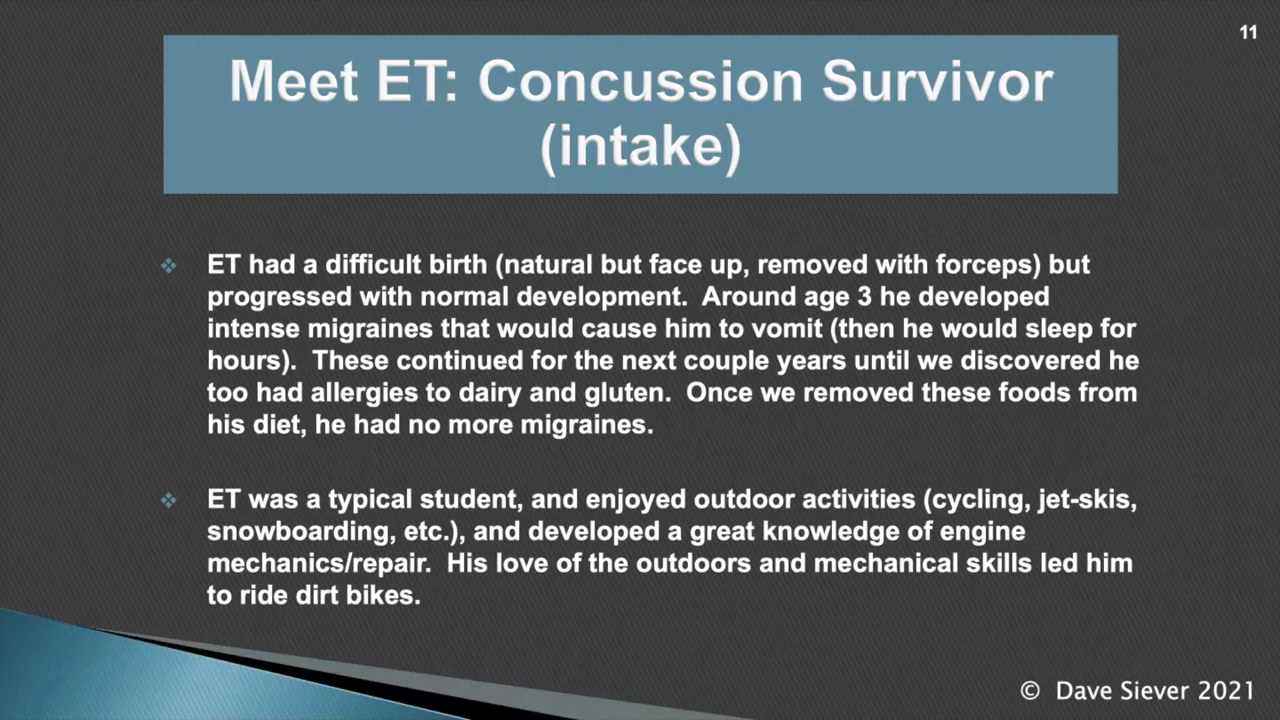 11
Meet ET: Concussion Survivor
(intake)
❖ ET had a difficult birth (natural but face up, removed with forceps) but
progressed with normal development.  Around age 3 he developed
intense migraines that would cause him to vomit (then he would sleep for
hours).  These continued for the next couple years until we discovered he
too had allergies to dairy and gluten.  Once we removed these foods from
his diet, he had no more migraines.
❖ ET was a typical student, and enjoyed outdoor activities (cycling, jet-skis,
snowboarding, etc.), and developed a great knowledge of engine
mechanics/repair.  His love of the outdoors and mechanical skills led him
to ride dirt bikes.
© Dave Siever 2021